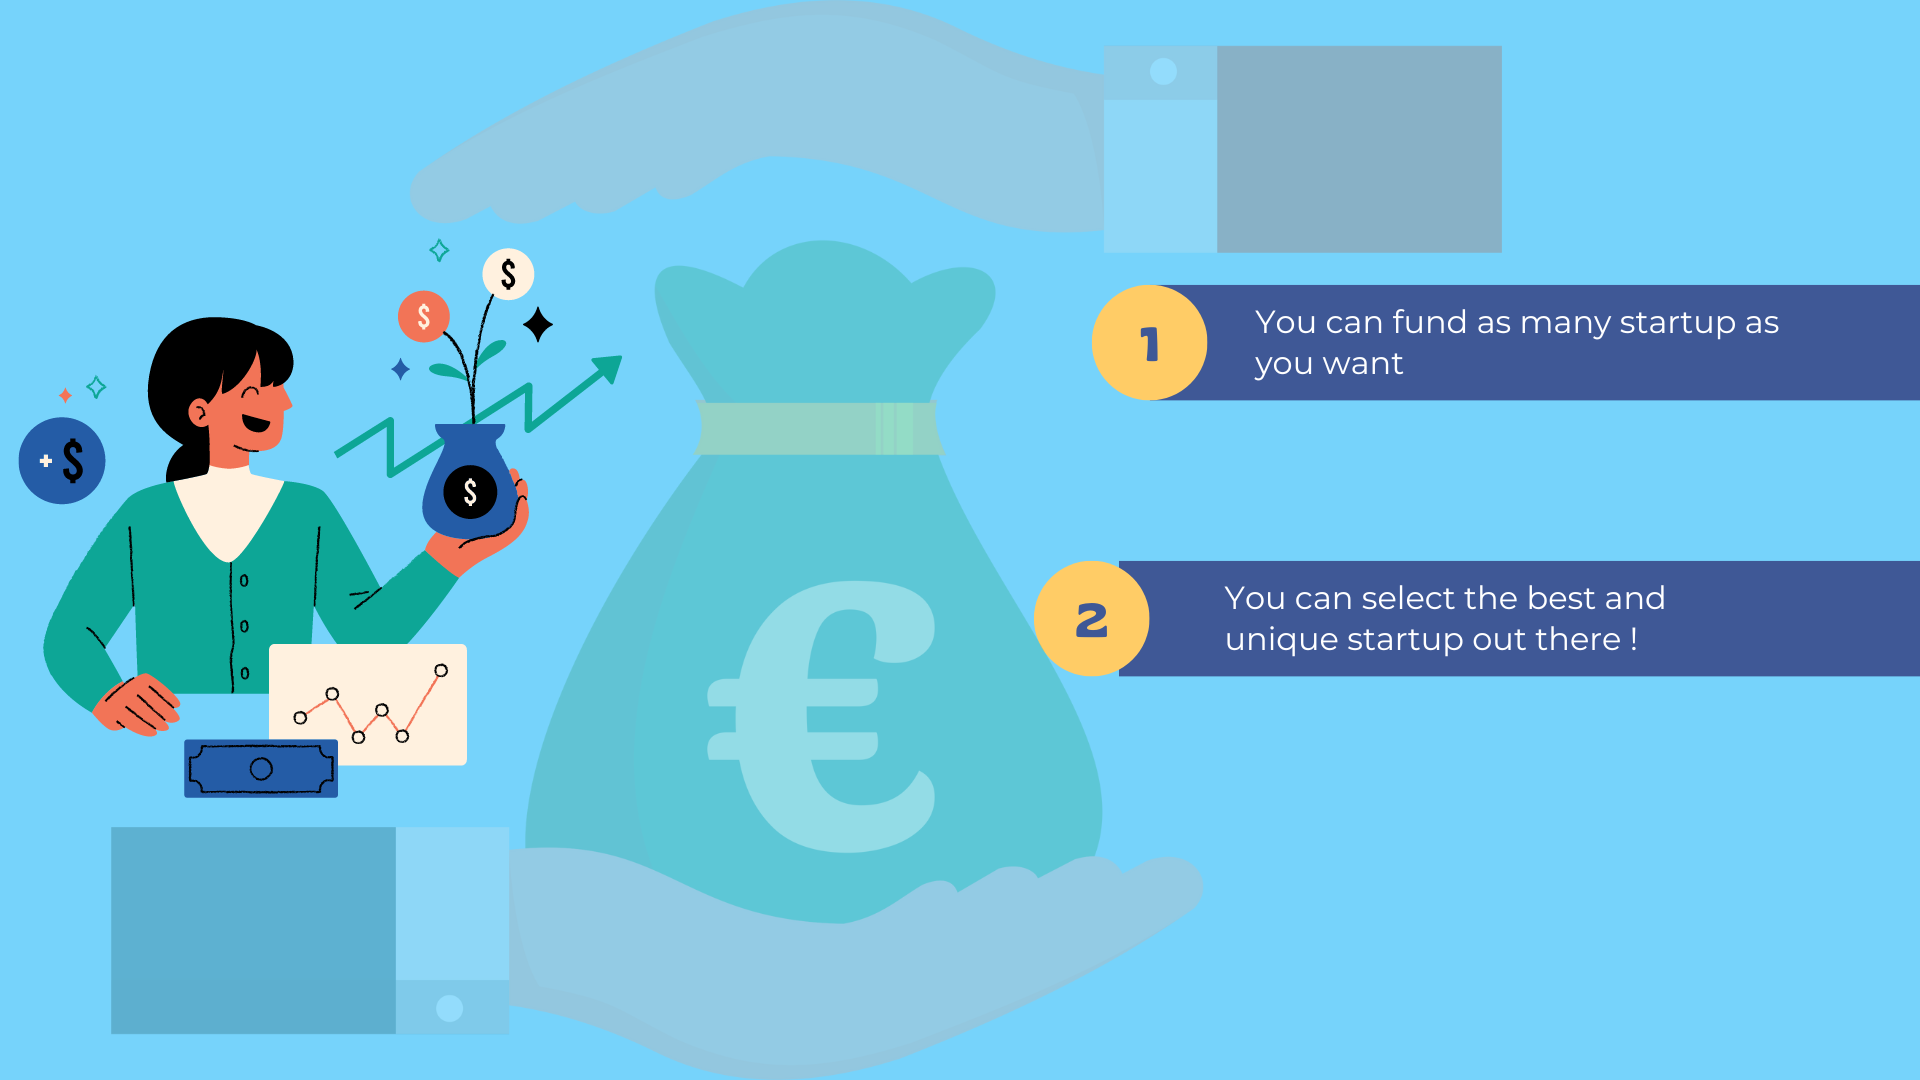 $
$
+ $
$
€
1
You can fund as many startup as
you want
2
You can select the best and
unique startup out there !